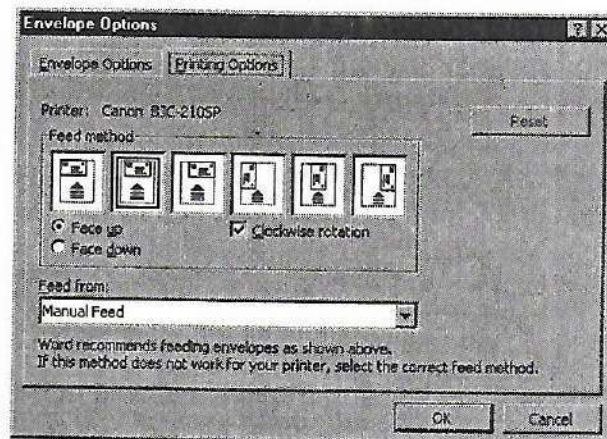 Envelope Options
Envelope Options Printing Options
Printer: Canon BJC-210SP
Reset
Feed method
Face up
Clockwise rotation
Face down
Feed from:
Manual Feed
Word recommends feeding envelopes as shown above.
If this method does not work for your printer, select the correct feed method.
OK Cancel